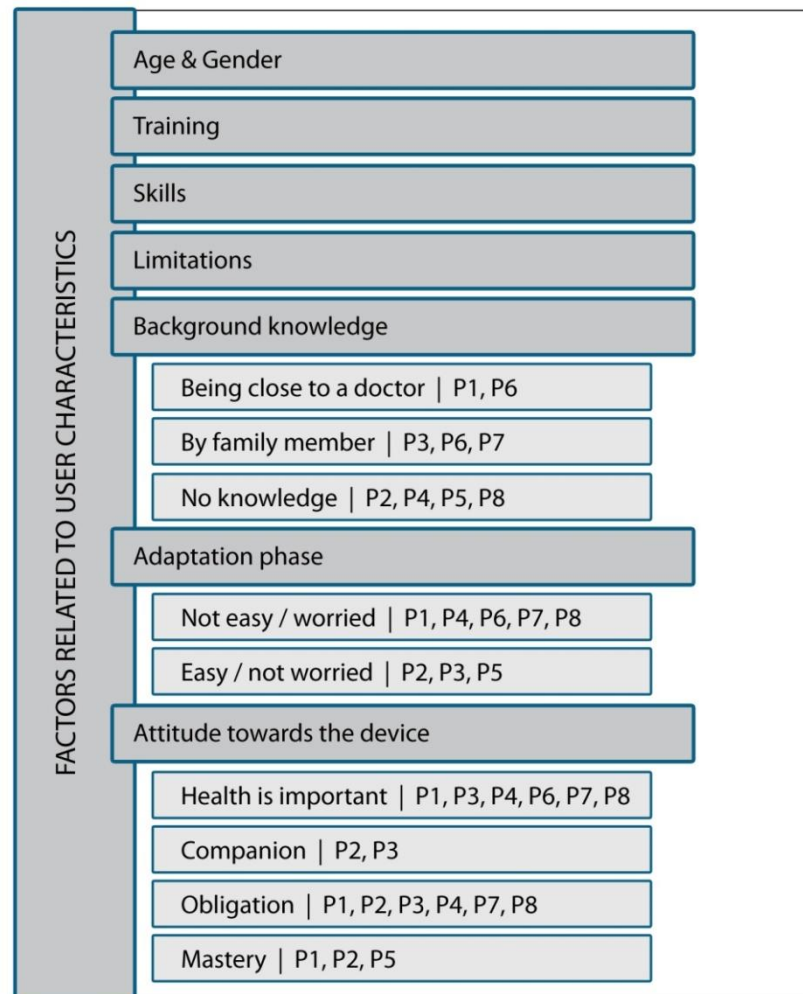 FACTORS RELATED TO USER CHARACTERISTICS
Age & Gender
Training
Skills
Limitations
Background knowledge
Being close to a doctor | P1, P6
By family member | P3, P6, P7
No knowledge | P2, P4, P5, P8
Adaptation phase
Not easy / worried | P1, P4, P6, P7, P8
Easy / not worried | P2, P3, P5
Attitude towards the device
Health is important | P1, P3, P4, P6, P7, P8
Companion | P2, P3
Obligation | P1, P2, P3, P4, P7, P8
Mastery | P1, P2, P5